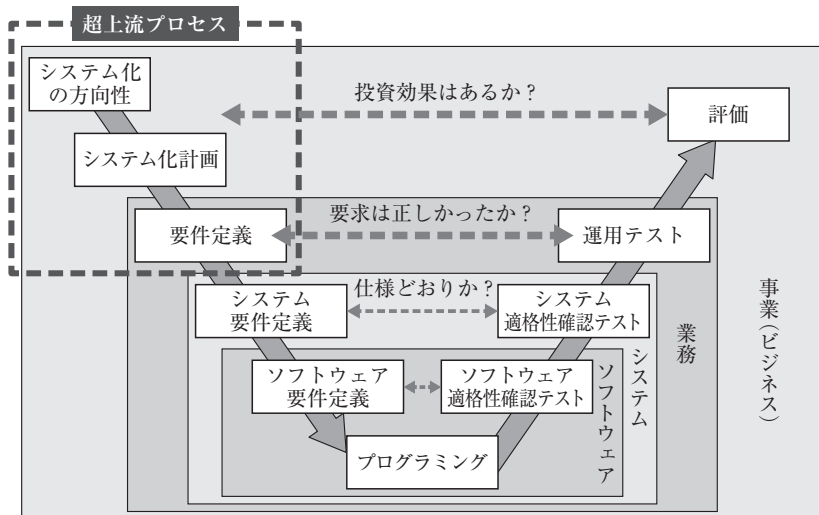 超上流プロセス
システム化
の方向性
投資効果はあるか？
評価
システム化計画
要件定義
要求は正しかったか？
運用テスト
システム
要件定義
仕様どおりか？
システム
適格性確認テスト
ソフトウェア
要件定義
ソフトウェア
適格性確認テスト
プログラミング
ソフトウェア
システム
業務
事業(ビジネス)